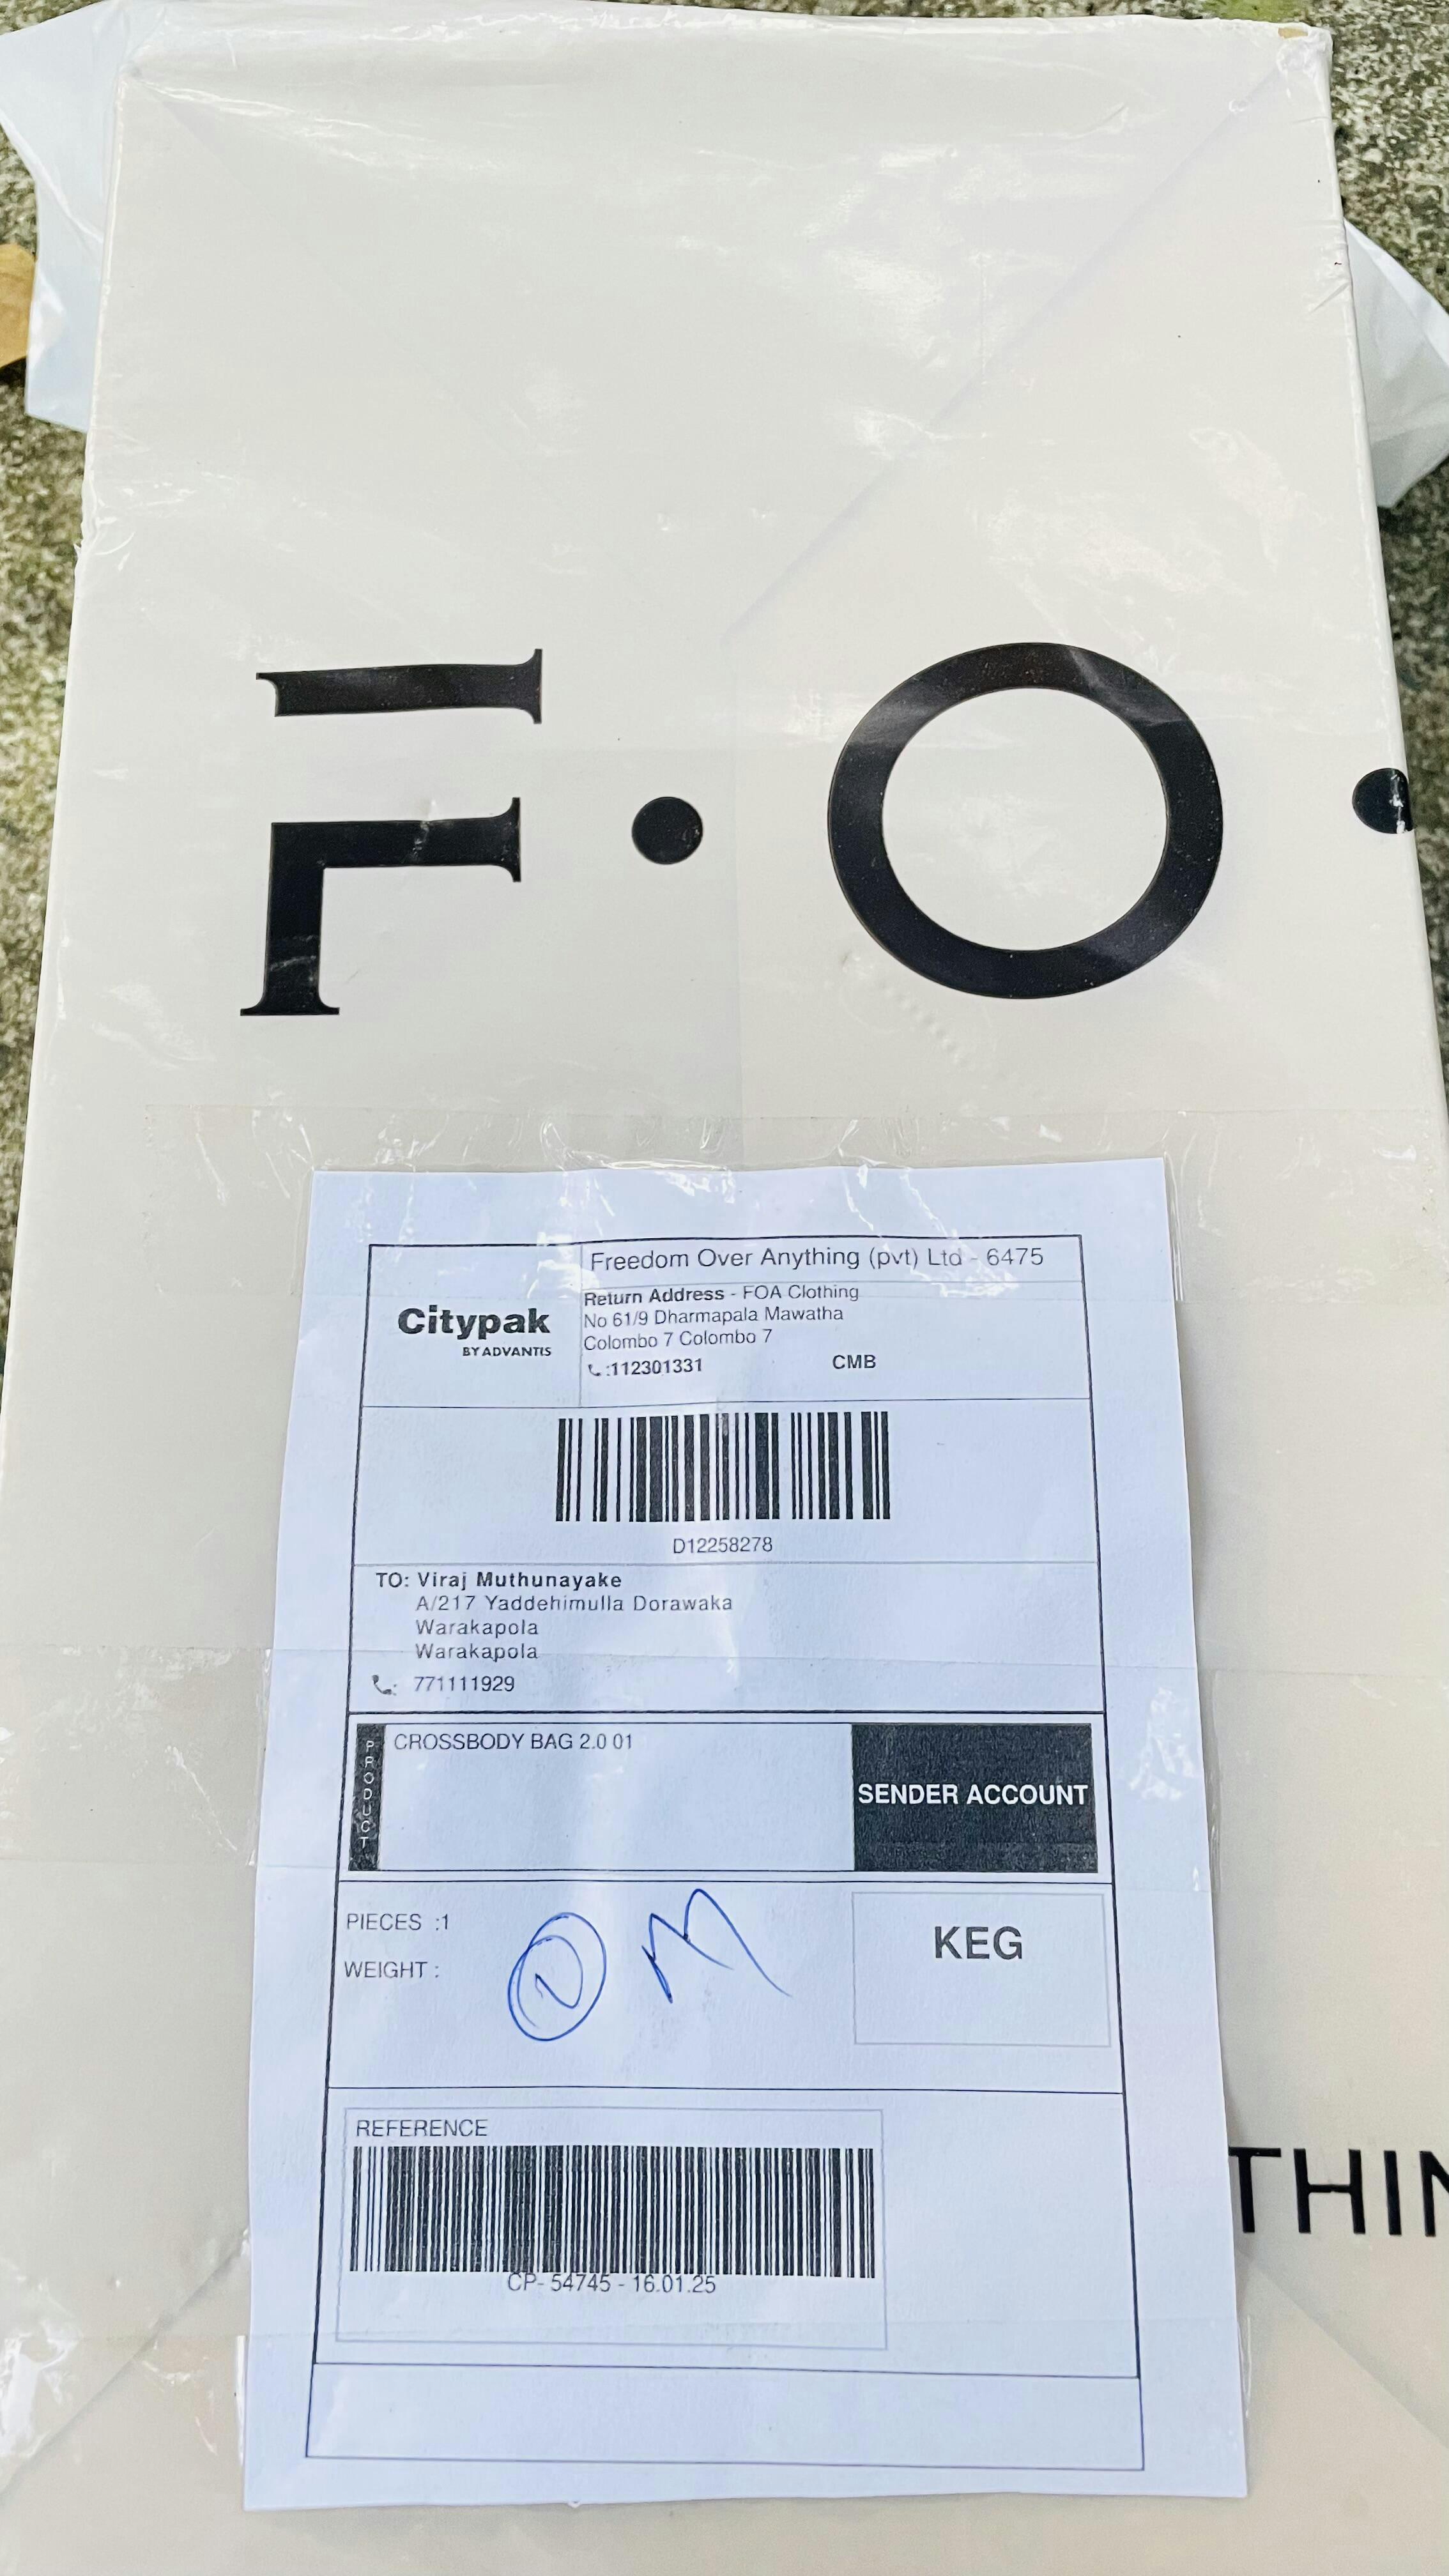 F·O·
Freedom Over Anything (pvt) Ltd - 6475
Citypak
BY ADVANTIS
Return Address - FOA Clothing
No 61/9 Dharmapala Mawatha
Colombo 7 Colombo 7
:112301331 CMB
D12258278
TO: Viraj Muthunayake
A/217 Yaddehimulla Dorawaka
Warakapola
Warakapola
: 771111929
PRODUCT
CROSSBODY BAG 2.0 01
SENDER ACCOUNT
PIECES :1
WEIGHT :
M
KEG
REFERENCE
CP- 54745 - 16.01.25
THIN